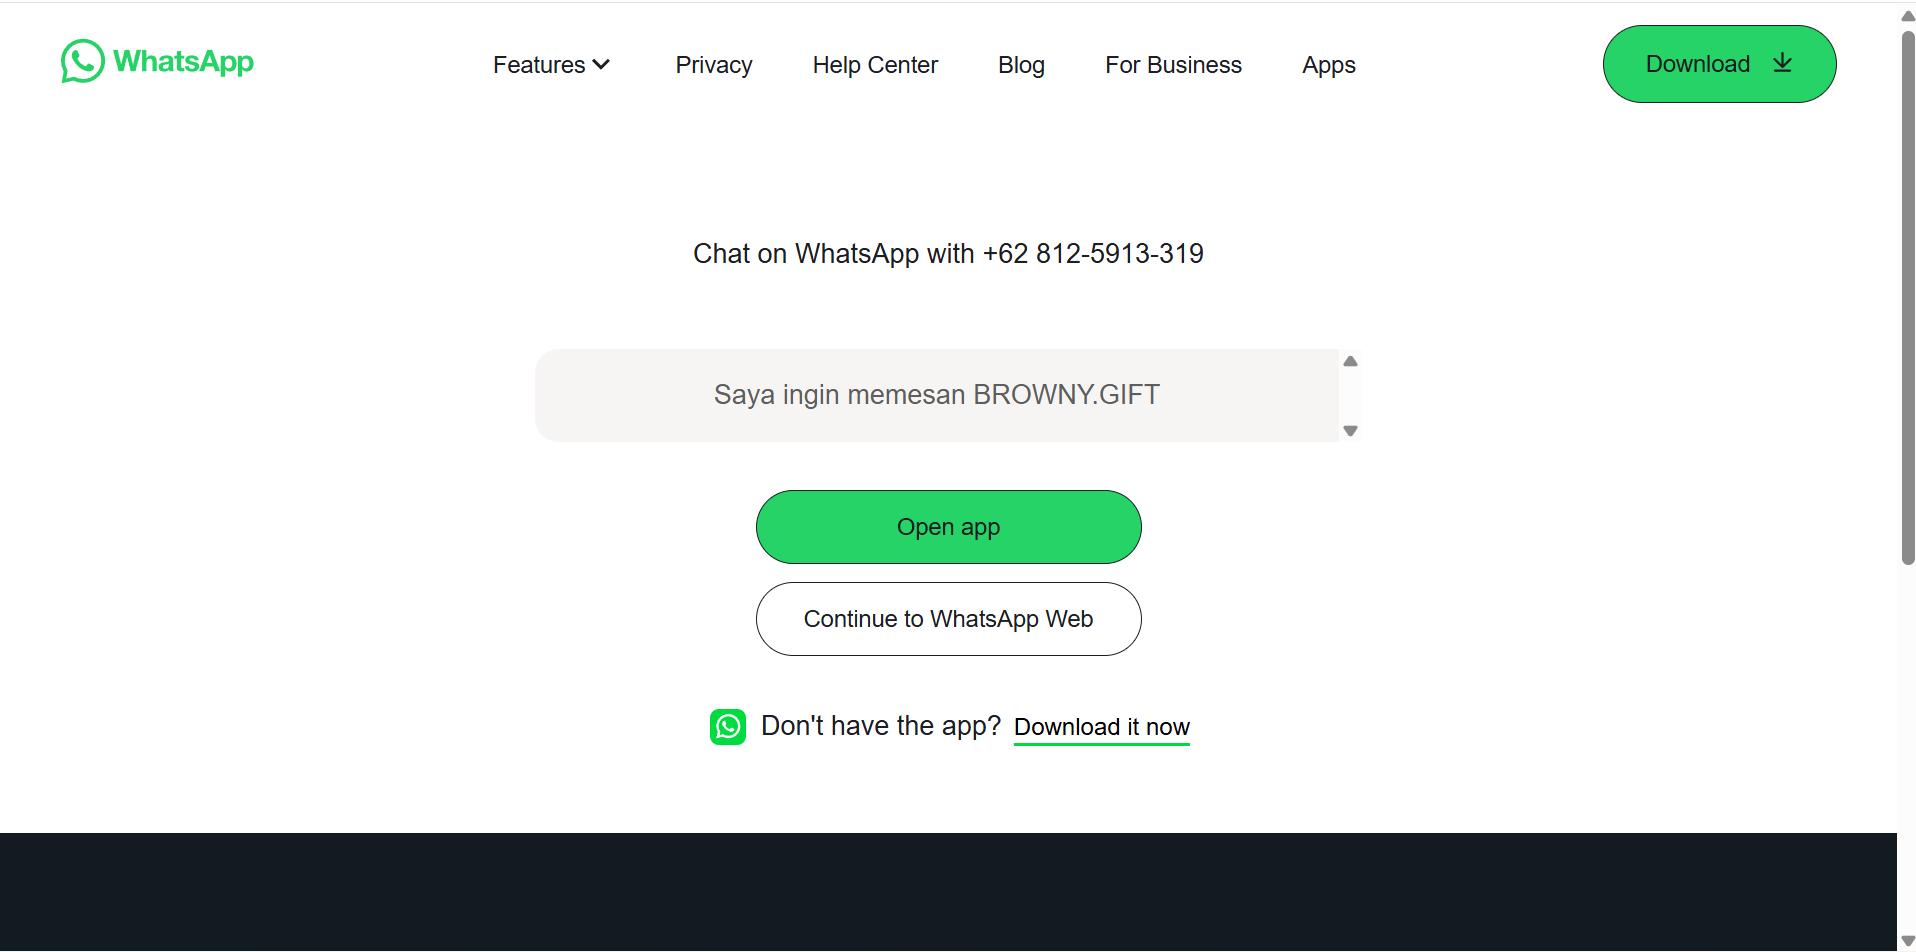 WhatsApp
Features
Privacy
Help Center
Blog
For Business
Apps
Download
Chat on WhatsApp with +62 812-5913-319
Saya ingin memesan BROWNY.GIFT
Open app
Continue to WhatsApp Web
Don't have the app? Download it now